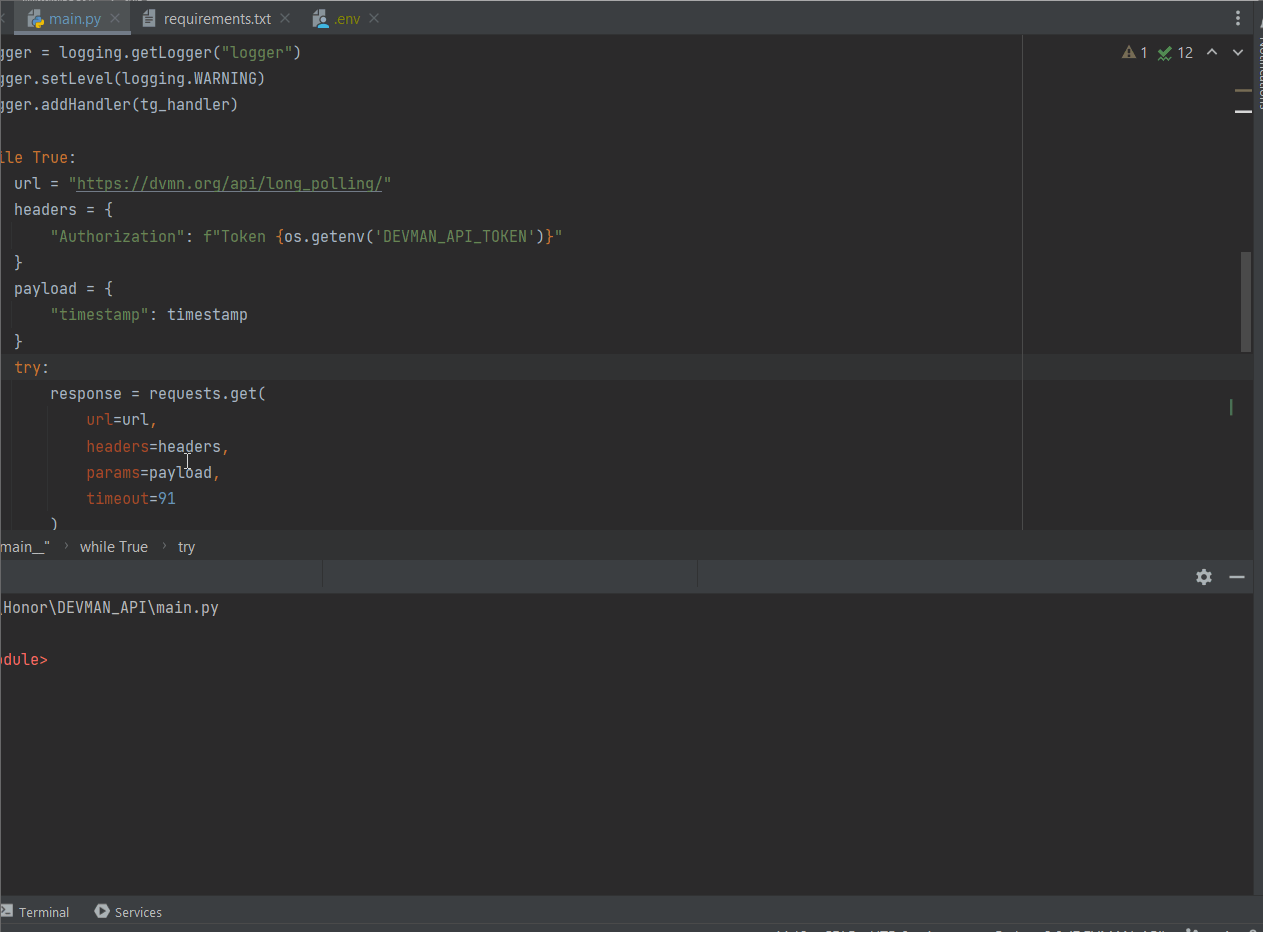 main.py requirements.txt .env
gger = logging.getLogger("logger")
1 12
gger.setLevel(logging.WARNING)
gger.addHandler(tg_handler)
ile True:
url = "https://dvmn.org/api/long_polling/"
headers = {
"Authorization": f"Token {os.getenv('DEVMAN_API_TOKEN')}"
}
payload = {
"timestamp": timestamp
}
try:
response = requests.get(
url=url,
headers=headers,
params=payload,
timeout=91
)
main__" › while True › try
Honor\DEVMAN_API\main.py
dule>
Terminal Services